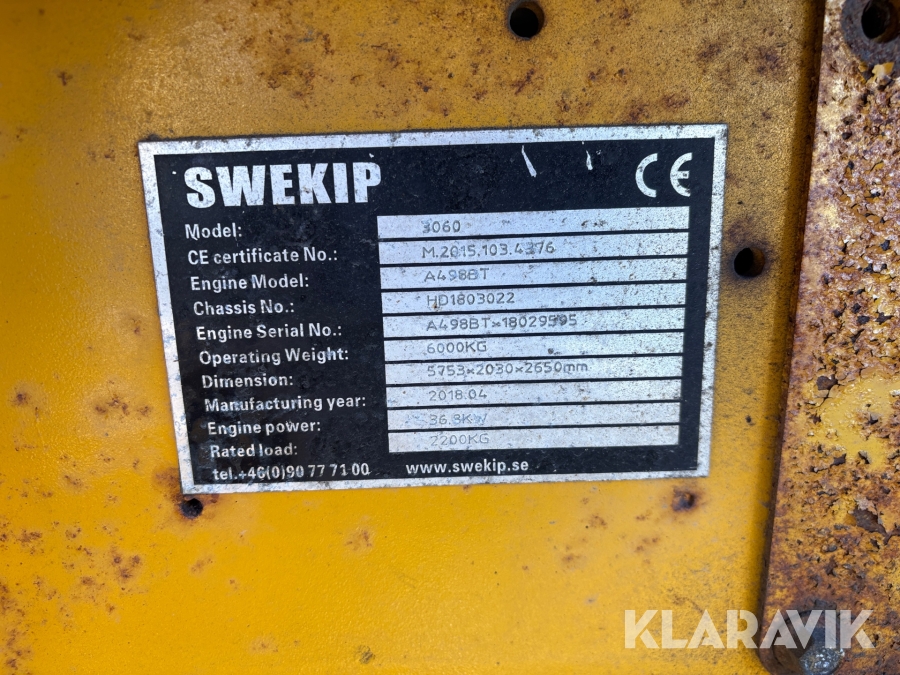 SWEKIP CE
Model: 3060
CE certificate No.: M.2015.103.4376
Engine Model: A498BT
Chassis No.: HD1803022
Engine Serial No.: A498BT×18029595
Operating Weight: 6000KG
Dimension: 5753×2030×2650mm
Manufacturing year: 2018.04
Engine power:
Rated load: 2200KG
tel.+46(0)90 77 71 00 www.swekip.se
KLARAVIK